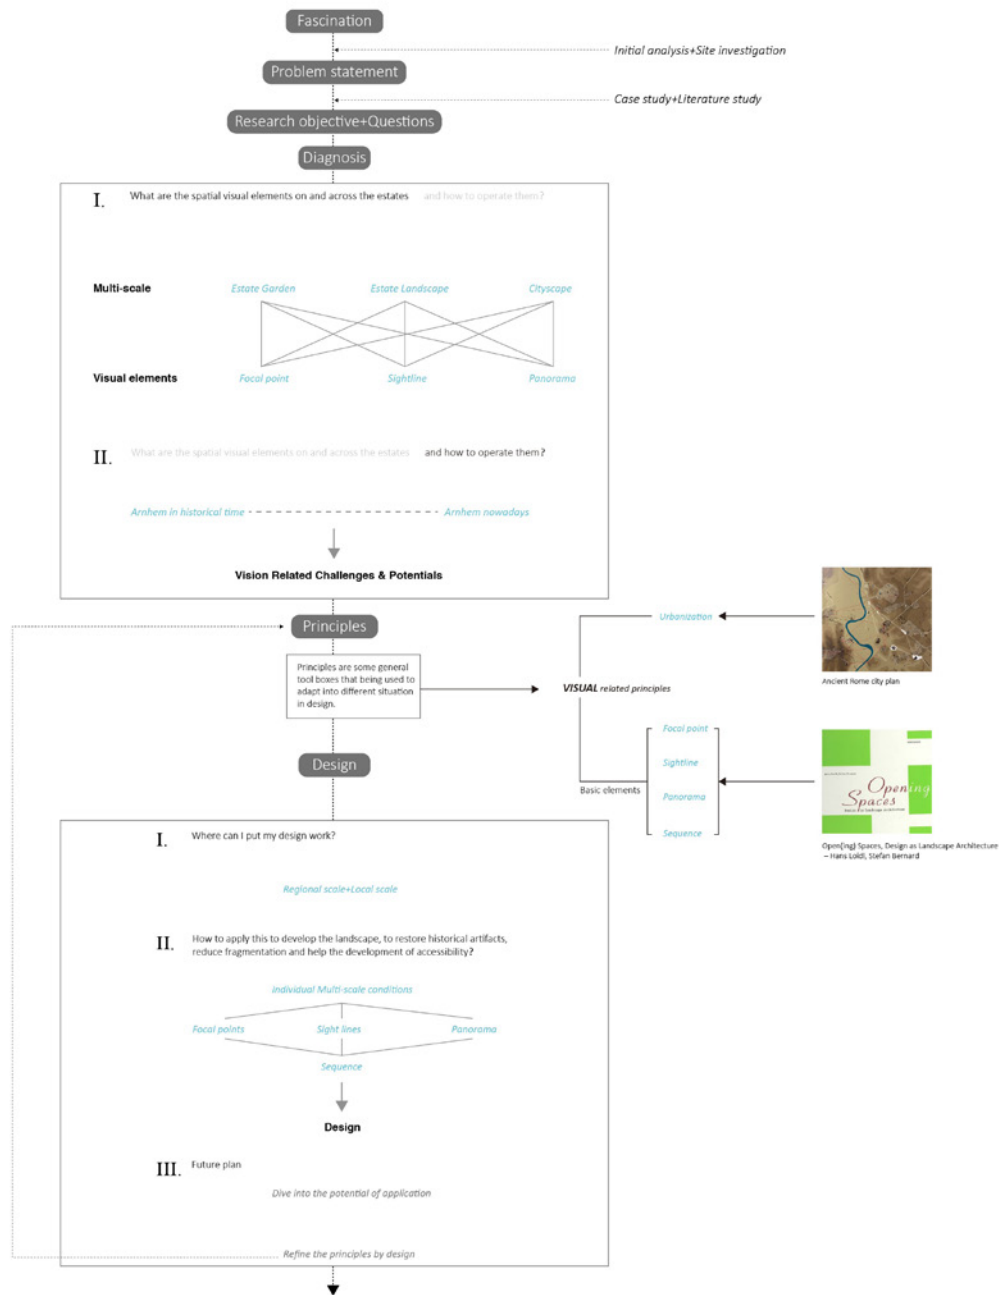 Fascination
Initial analysis+Site investigation
Problem statement
Case study+Literature study
Research objective+Questions
Diagnosis
I. What are the spatial visual elements on and across the estates and how to operate them?
Multi-scale Estate Garden Estate Landscape Cityscape
Visual elements Focal point Sightline Panorama
II. What are the spatial visual elements on and across the estates and how to operate them?
Arnhem in historical time Arnhem nowadays
Vision Related Challenges & Potentials
Principles
Principles are some general
tool boxes that being used to
adapt into different situation
in design.
Urbanization
Ancient Rome city plan
VISUAL related principles
Basic elements
Focal point
Sightline
Panorama
Sequence
Opening
Spaces
Open(ing) Spaces, Design as Landscape Architecture
– Hans Loidl, Stefan Bernard
Design
I. Where can I put my design work?
Regional scale+Local scale
II. How to apply this to develop the landscape, to restore historical artifacts,
reduce fragmentation and help the development of accessibility?
Individual Multi-scale conditions
Focal points Sight lines Panorama
Sequence
Design
III. Future plan
Dive into the potential of application
Refine the principles by design